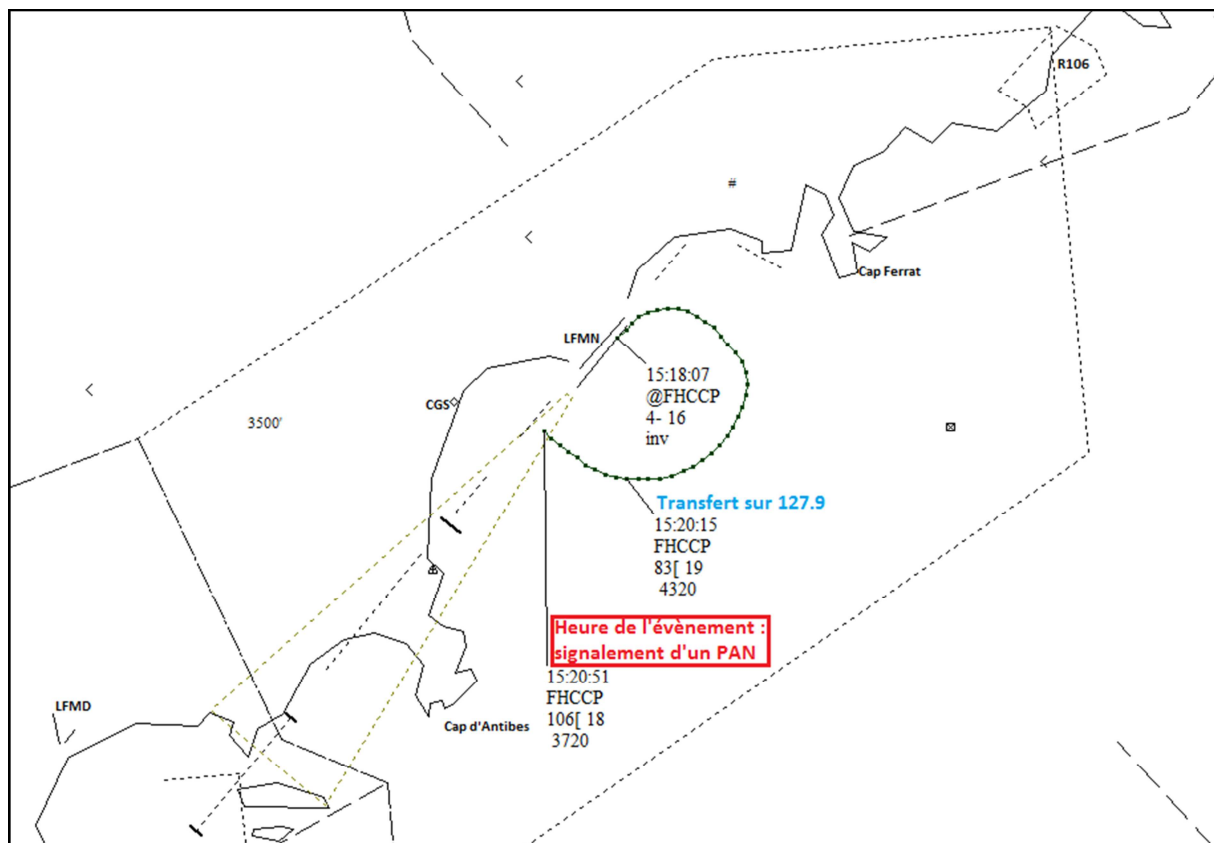 R106
#
Cap Ferrat
LFMN
15:18:07
@FHCCP
4- 16
inv
CGS
3500'
Transfert sur 127.9
15:20:15
FHCCP
83[ 19
4320
Heure de l'évènement :
signalement d'un PAN
15:20:51
FHCCP
106[ 18
3720
LFMD
Cap d'Antibes